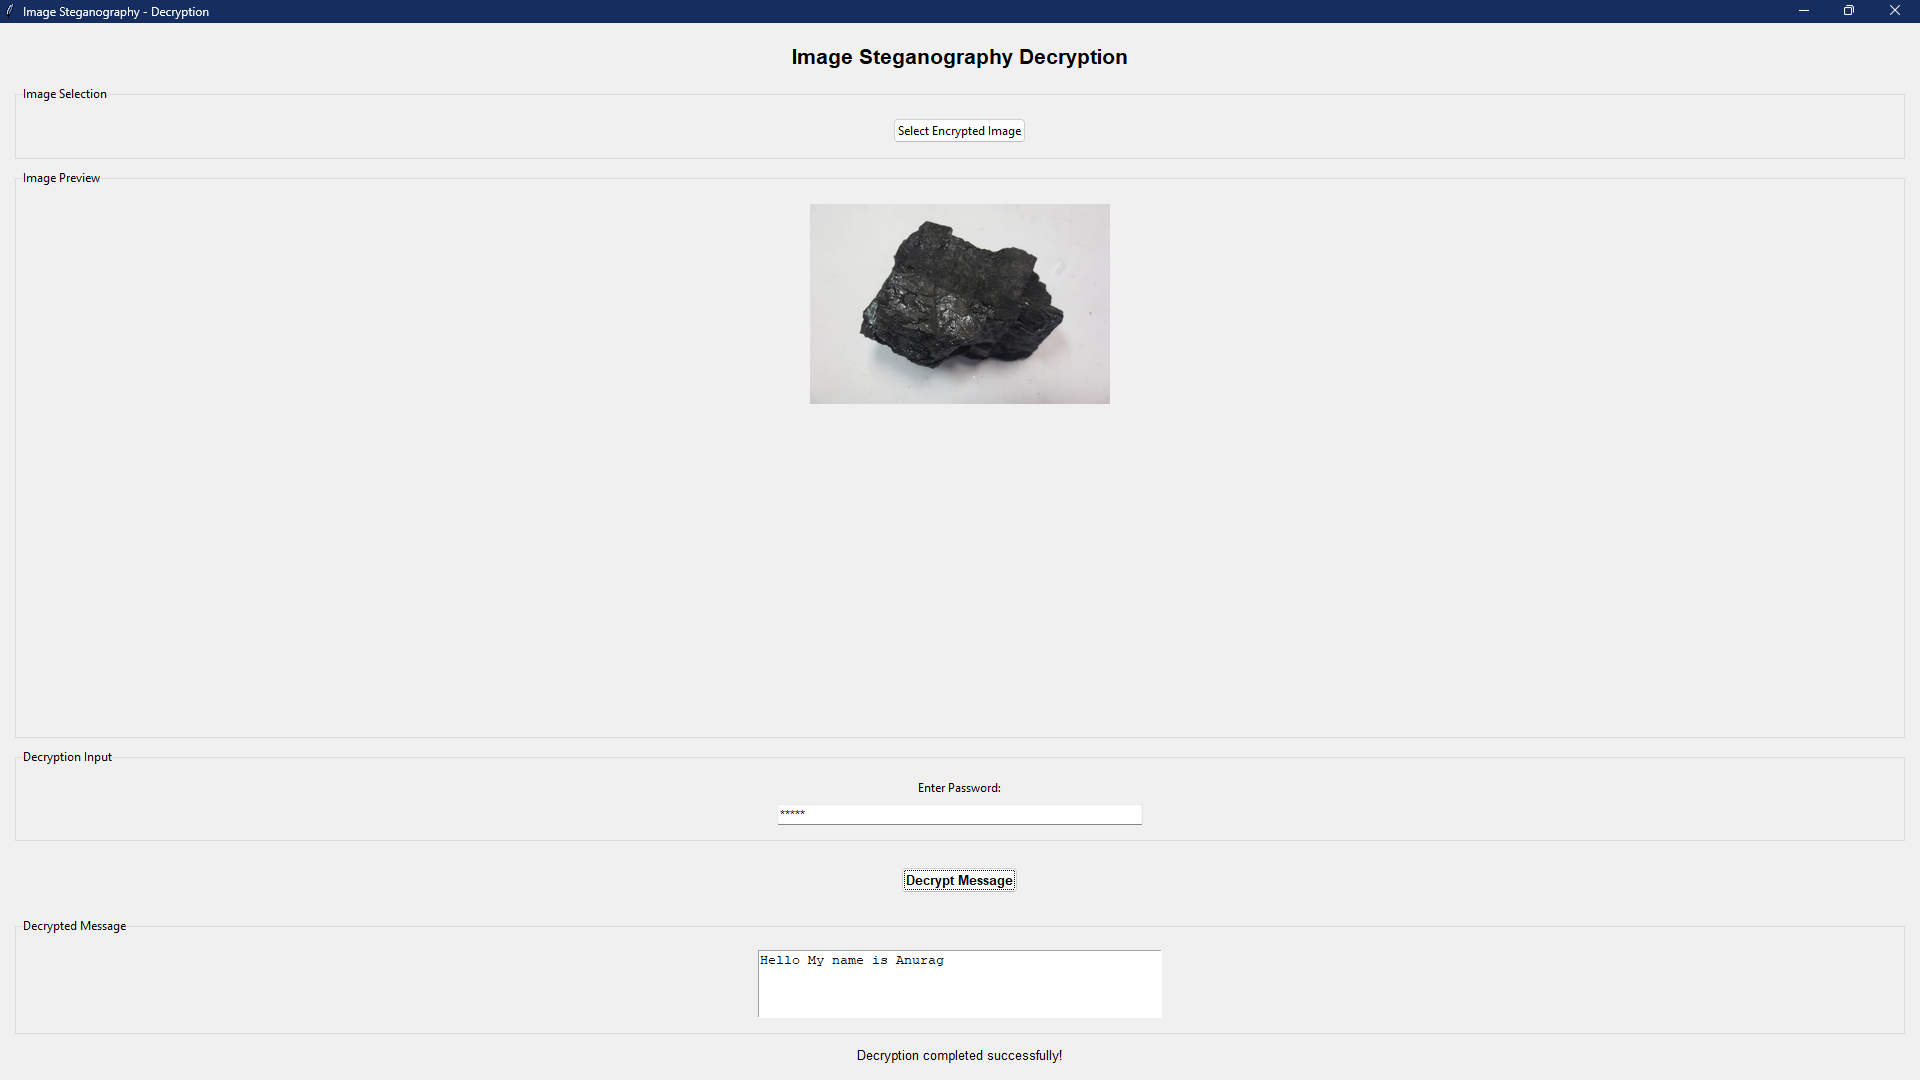 Image Steganography - Decryption
Image Steganography Decryption
Image Selection
Select Encrypted Image
Image Preview
Decryption Input
Enter Password:
*****
Decrypt Message
Decrypted Message
Hello My name is Anurag
Decryption completed successfully!